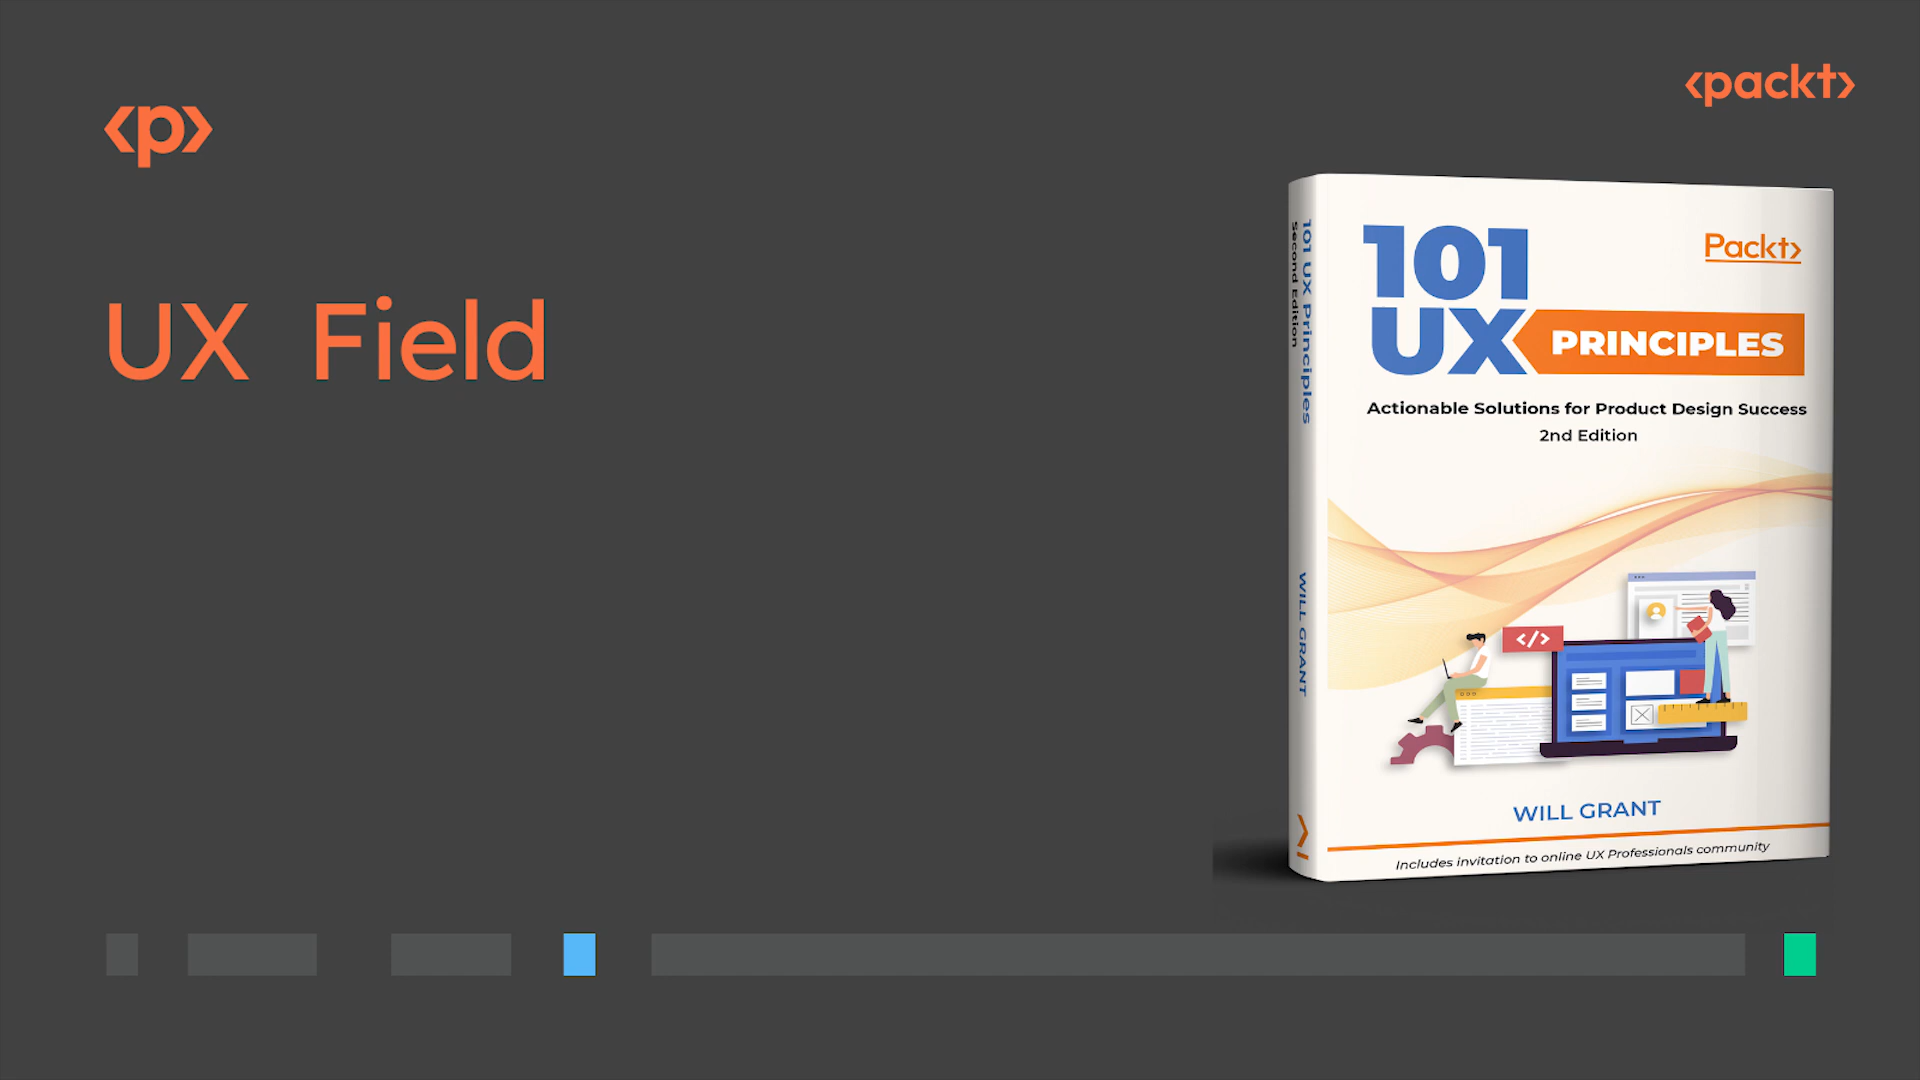 <packt>
<p>
UX Field
101 UX Principles
Second Edition
WILL GRANT
101
UX PRINCIPLES
Packt>
Actionable Solutions for Product Design Success
2nd Edition
</>
WILL GRANT
Includes invitation to online UX Professionals community